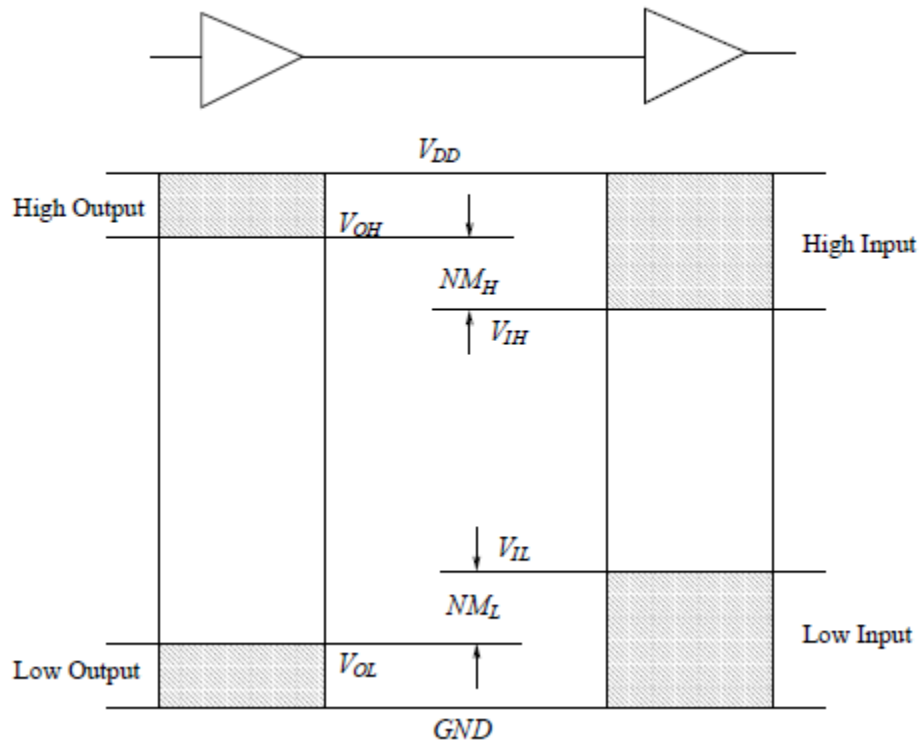 V_DD
High Output
V_OH
High Input
NM_H
V_IH
V_IL
NM_L
Low Input
Low Output
V_OL
GND